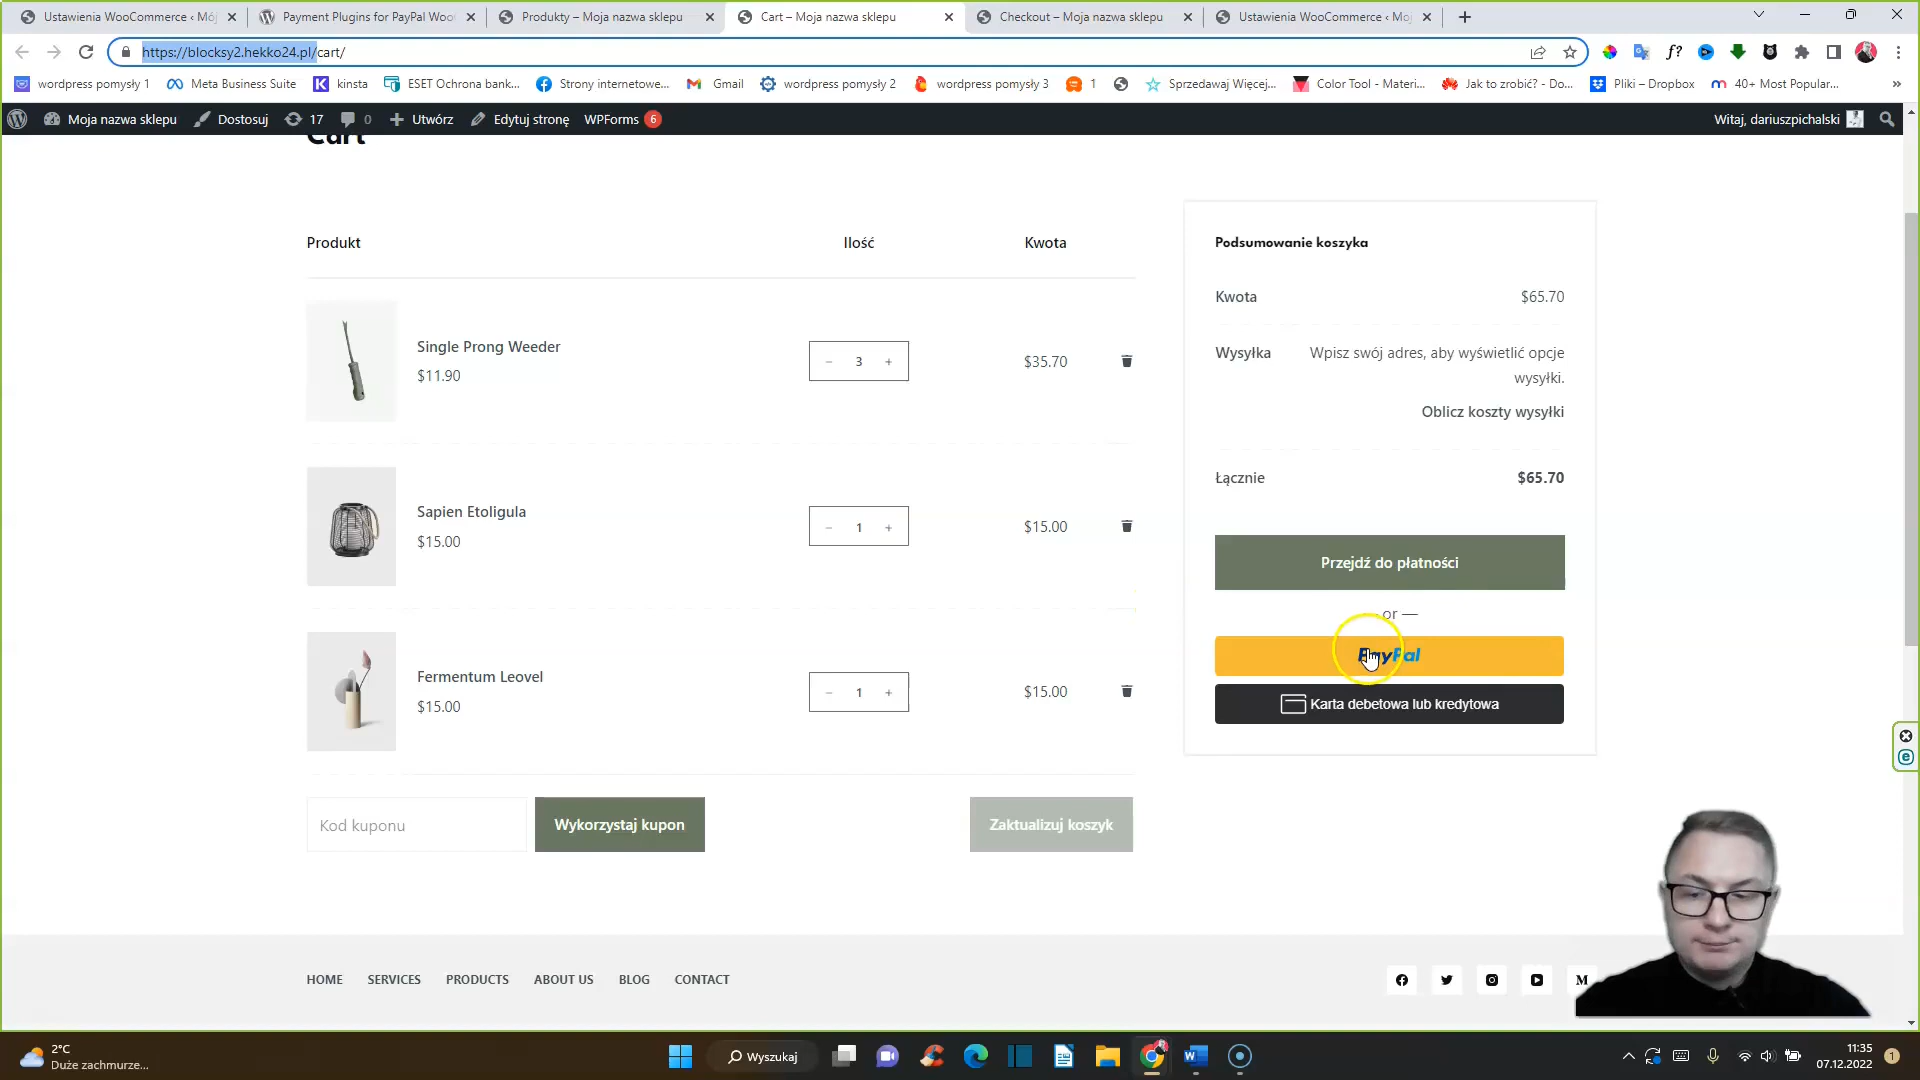 Ustawienia WooCommerce ‹ Mój
Payment Plugins for PayPal Woo
Produkty – Moja nazwa sklepu
Cart – Moja nazwa sklepu
Checkout – Moja nazwa sklepu
Ustawienia WooCommerce ‹ Moj
https://blocksy2.hekko24.pl/cart/
wordpress pomysły 1
Meta Business Suite
kinsta
ESET Ochrona bank...
Strony internetowe...
Gmail
wordpress pomysły 2
wordpress pomysły 3
1
Sprzedawaj Więcej,...
Color Tool - Materi...
Jak to zrobić? - Do...
Pliki – Dropbox
40+ Most Popular...
Moja nazwa sklepu
Dostosuj
17
0
Utwórz
Edytuj stronę
WPForms 6
Witaj, dariuszpichalski
Cart
Produkt Ilość Kwota
Single Prong Weeder
$11.90
3
$35.70
Sapien Etoligula
$15.00
1
$15.00
Fermentum Leovel
$15.00
1
$15.00
Kod kuponu
Wykorzystaj kupon
Zaktualizuj koszyk
Podsumowanie koszyka
Kwota $65.70
Wysyłka Wpisz swój adres, aby wyświetlić opcje
wysyłki.
Oblicz koszty wysyłki
Łącznie $65.70
Przejdź do płatności
or —
PayPal
Karta debetowa lub kredytowa
HOME SERVICES PRODUCTS ABOUT US BLOG CONTACT
2°C
Duże zachmurze...
Wyszukaj
11:35
07.12.2022
1